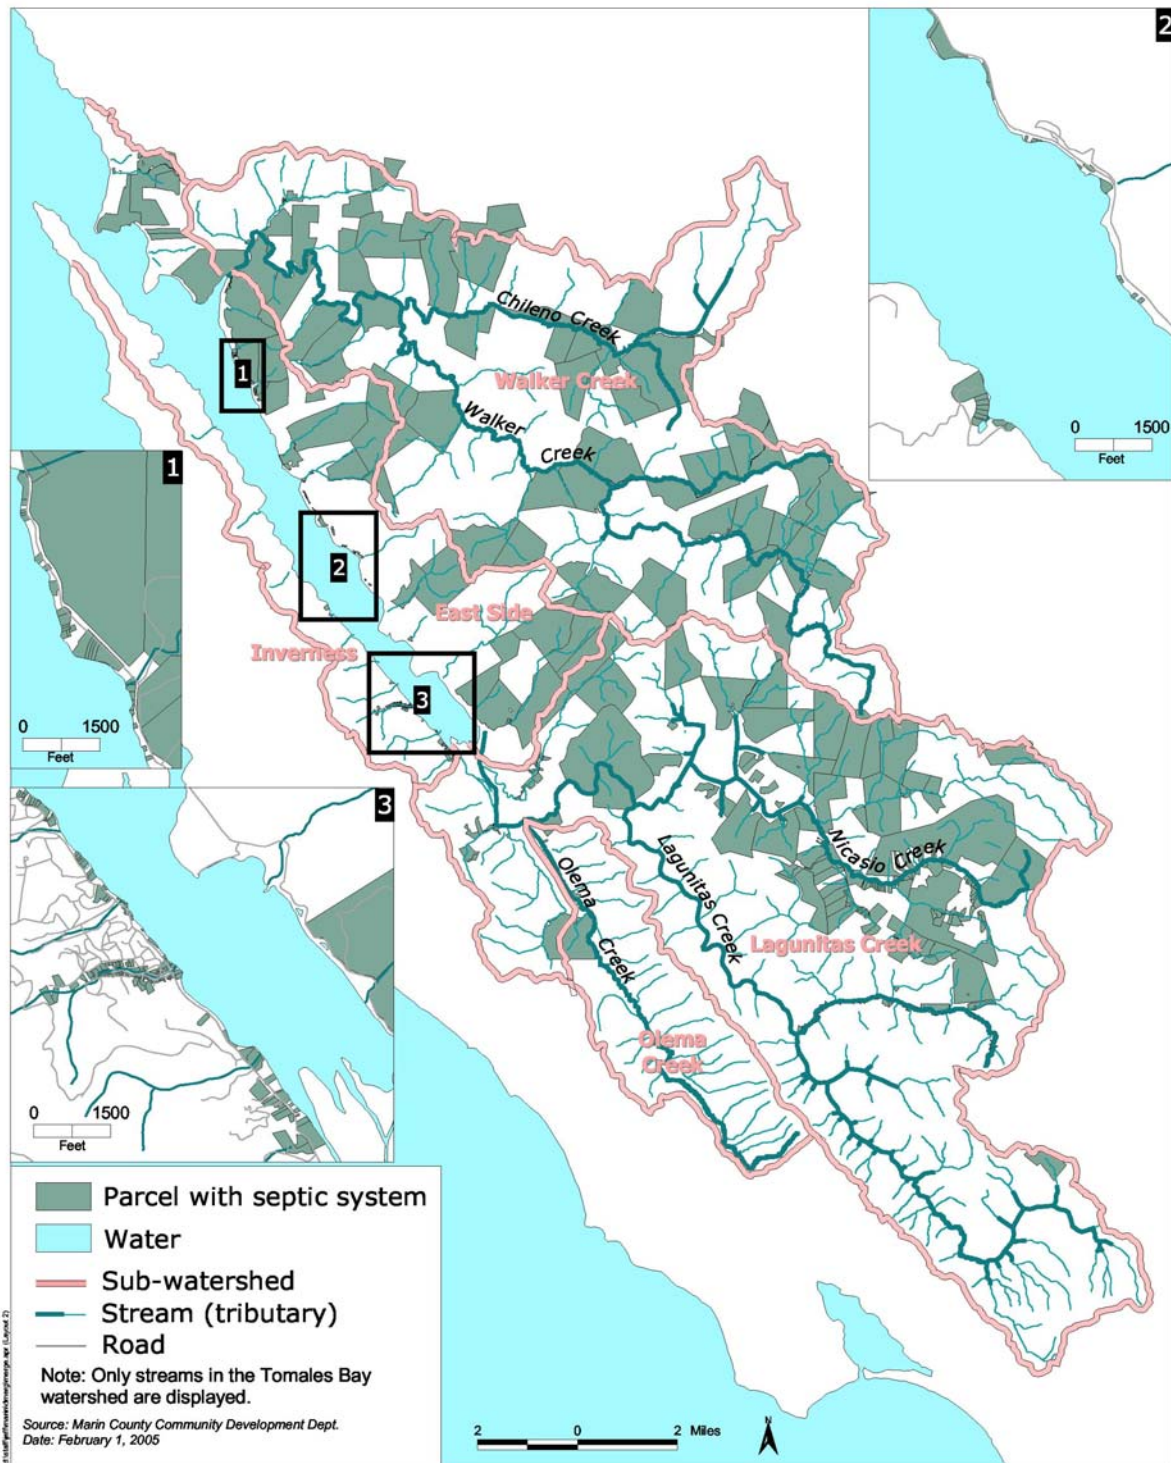 2
0 1500
Feet
Chileno Creek
Walker Creek
Walker
Creek
1
1
0 1500
Feet
2
East Side
Inverness
3
3
0 1500
Feet
Nicasio Creek
Lagunitas Creek
Olema
Creek
Lagunitas Creek
Olema
Creek
Parcel with septic system
Water
Sub-watershed
Stream (tributary)
Road
Note: Only streams in the Tomales Bay
watershed are displayed.
Source: Marin County Community Development Dept.
Date: February 1, 2005
2 0 2 Miles
N